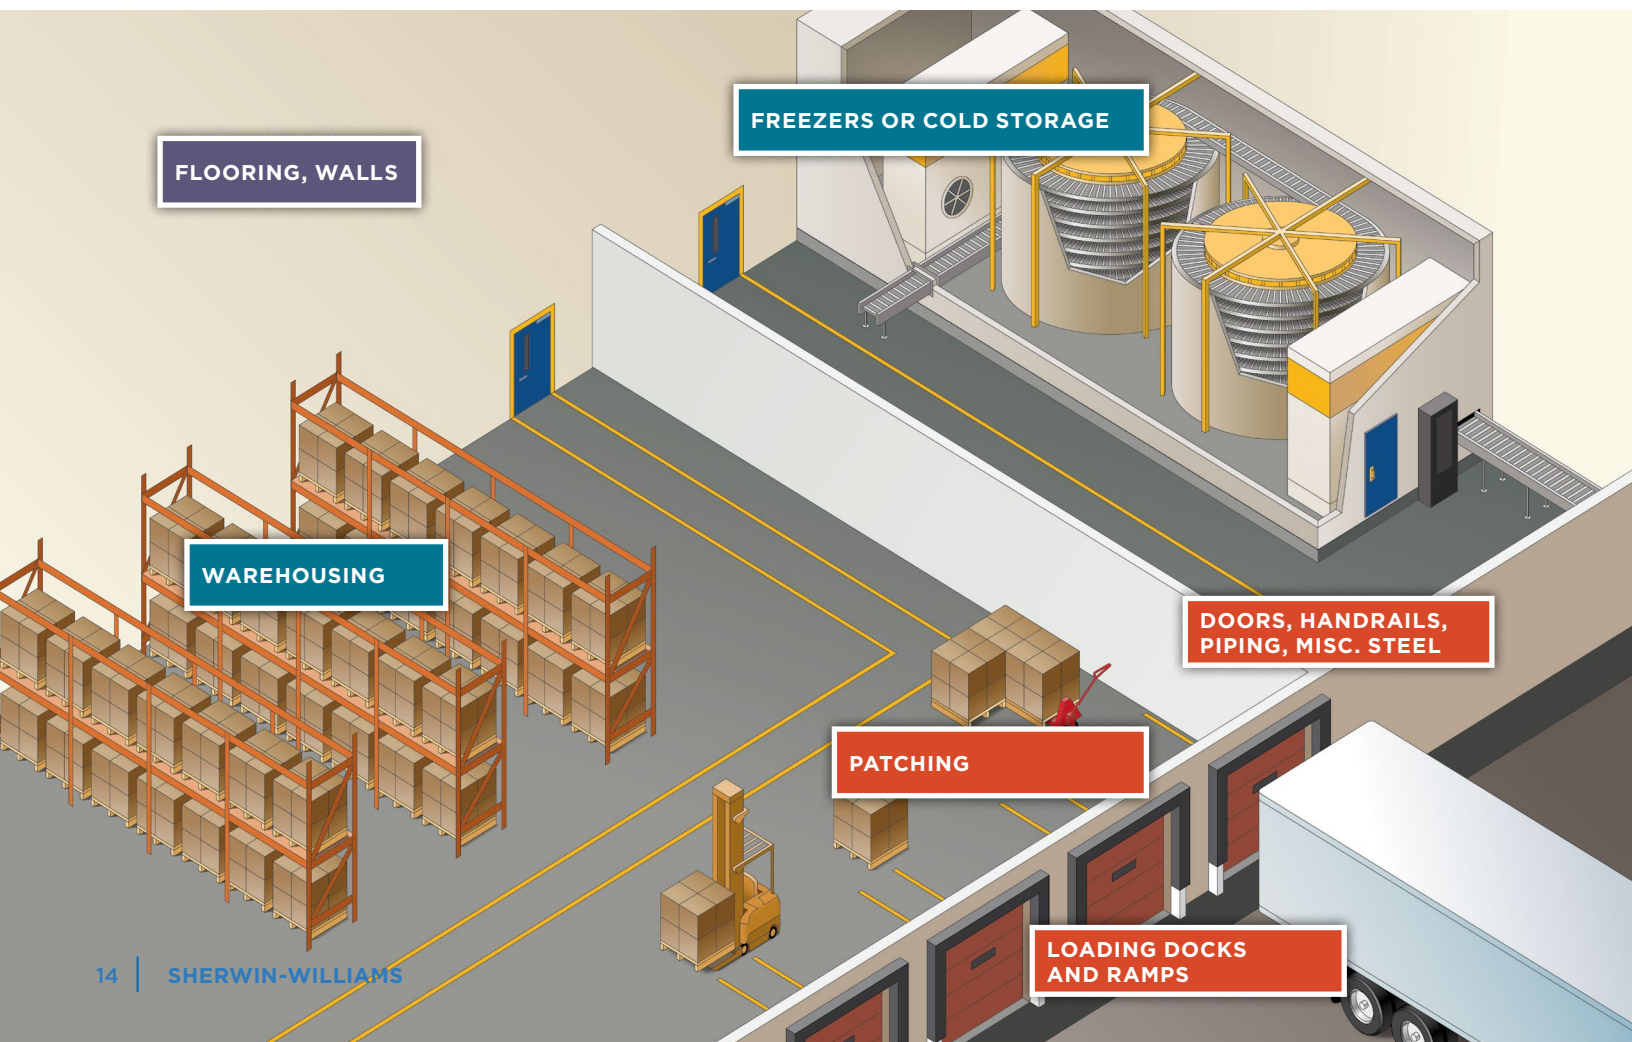 FREEZERS OR COLD STORAGE
FLOORING, WALLS
WAREHOUSING
DOORS, HANDRAILS,
PIPING, MISC. STEEL
PATCHING
LOADING DOCKS
AND RAMPS
14 | SHERWIN-WILLIAMS